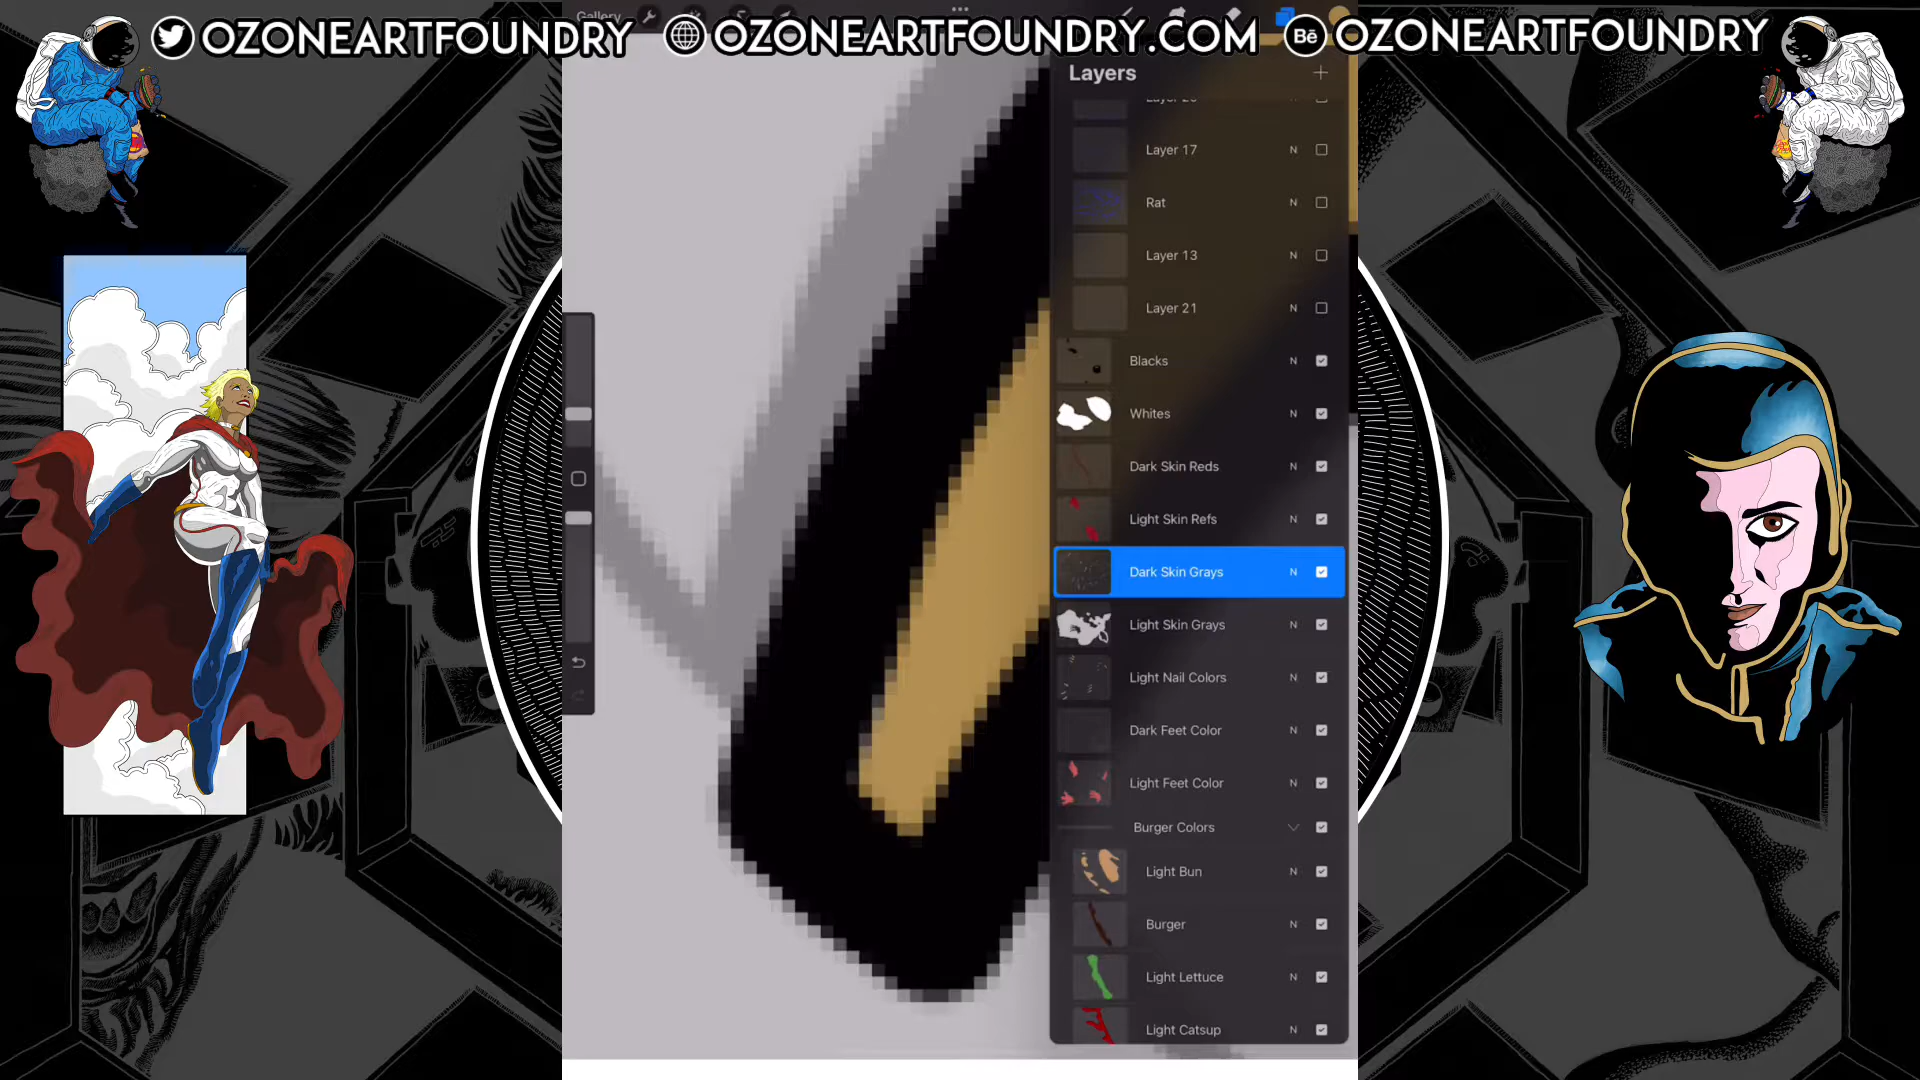 OZONEARTFOUNDRY OZONEARTFOUNDRY.COM Bē OZONEARTFOUNDRY
Gallery
Layers
Layer 17 N
Rat N
Layer 13 N
Layer 21 N
Blacks N
Whites N
Dark Skin Reds N
Light Skin Refs N
Dark Skin Grays N
Light Skin Grays N
Light Nail Colors N
Dark Feet Color N
Light Feet Color N
Burger Colors
Light Bun N
Burger N
Light Lettuce N
Light Catsup N